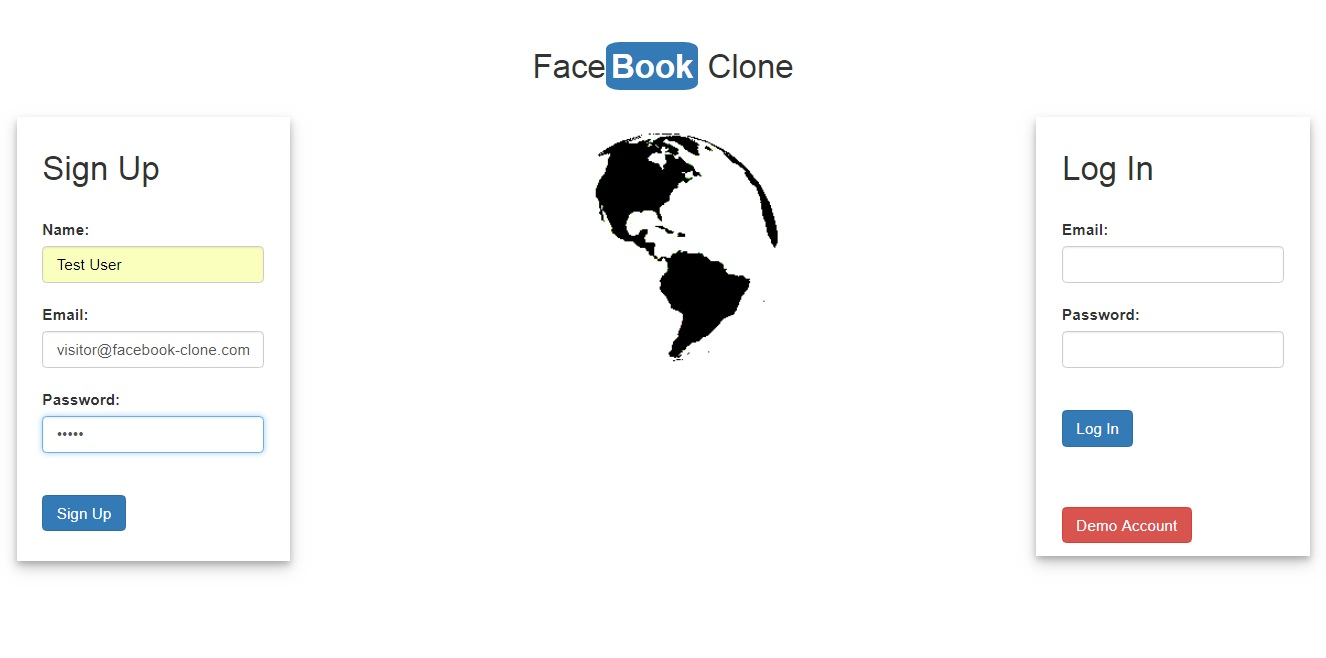 FaceBook Clone
Sign Up
Name:
Test User
Email:
visitor@facebook-clone.com
Password:
•••••
Sign Up
Log In
Email:
Password:
Log In
Demo Account